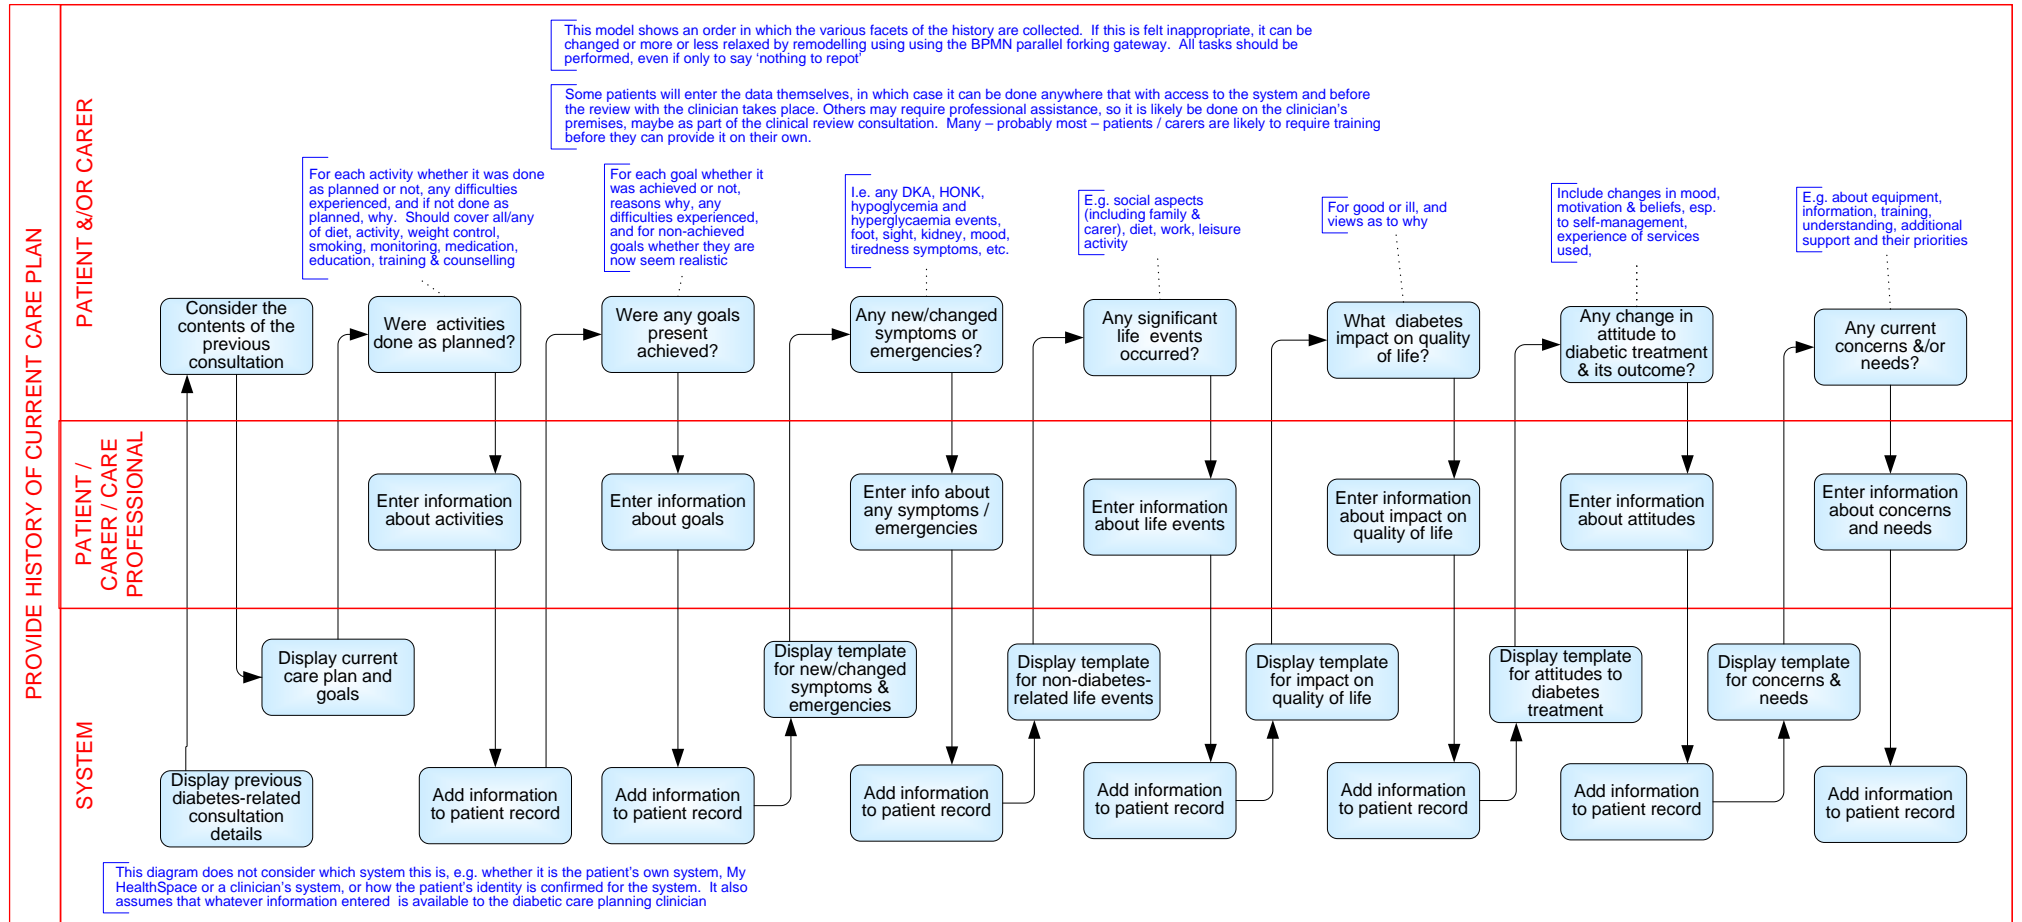 This model shows an order in which the various facets of the history are collected.  If this is felt inappropriate, it can be
changed or more or less relaxed by remodelling using using the BPMN parallel forking gateway.  All tasks should be
performed, even if only to say ‘nothing to repot’
Some patients will enter the data themselves, in which case it can be done anywhere that with access to the system and before
the review with the clinician takes place. Others may require professional assistance, so it is likely be done on the clinician’s
premises, maybe as part of the clinical review consultation.  Many – probably most – patients / carers are likely to require training
before they can provide it on their own.
PROVIDE HISTORY OF CURRENT CARE PLAN
PATIENT &/OR CARER
For each activity whether it was done
as planned or not, any difficulties
experienced, and if not done as
planned, why.  Should cover all/any
of diet, activity, weight control,
smoking, monitoring, medication,
education, training & counselling
For each goal whether it
was achieved or not,
reasons why, any
difficulties experienced,
and for non-achieved
goals whether they are
now seem realistic
I.e. any DKA, HONK,
hypoglycemia and
hyperglycaemia events,
foot, sight, kidney, mood,
tiredness symptoms, etc.
E.g. social aspects
(including family &
carer), diet, work, leisure
activity
For good or ill, and
views as to why
Include changes in mood,
motivation & beliefs, esp.
to self-management,
experience of services
used,
E.g. about equipment,
information, training,
understanding, additional
support and their priorities
Consider the
contents of the
previous
consultation
Were  activities
done as planned?
Were any goals
present
achieved?
Any new/changed
symptoms or
emergencies?
Any significant
life  events
occurred?
What  diabetes
impact on quality
of life?
Any change in
attitude to
diabetic treatment
& its outcome?
Any current
concerns &/or
needs?
PATIENT /
CARER / CARE
PROFESSIONAL
Enter information
about activities
Enter information
about goals
Enter info about
any symptoms /
emergencies
Enter information
about life events
Enter information
about impact on
quality of life
Enter information
about attitudes
Enter information
about concerns
and needs
SYSTEM
Display current
care plan and
goals
Display template
for new/changed
symptoms &
emergencies
Display template
for non-diabetes-
related life events
Display template
for impact on
quality of life
Display template
for attitudes to
diabetes
treatment
Display template
for concerns &
needs
Display previous
diabetes-related
consultation
details
Add information
to patient record
Add information
to patient record
Add information
to patient record
Add information
to patient record
Add information
to patient record
Add information
to patient record
Add information
to patient record
This diagram does not consider which system this is, e.g. whether it is the patient’s own system, My
HealthSpace or a clinician’s system, or how the patient’s identity is confirmed for the system.  It also
assumes that whatever information entered  is available to the diabetic care planning clinician